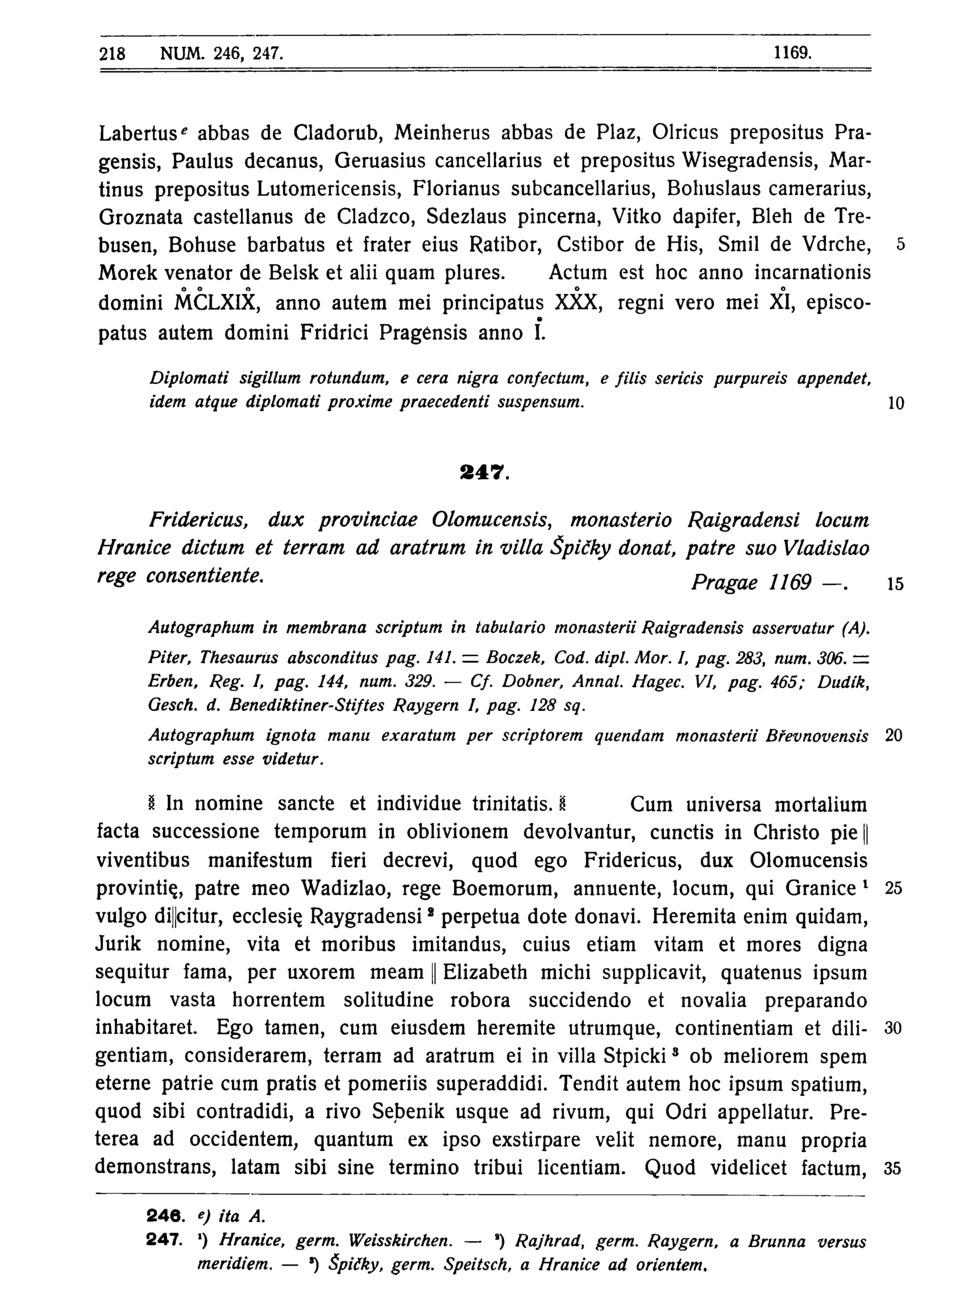 218 NUM. 246, 247. 1169.
Labertusᵉ abbas de Cladorub, Meinherus abbas de Plaz, Olricus prepositus Pra-
gensis, Paulus decanus, Geruasius cancellarius et prepositus Wisegradensis, Mar-
tinus prepositus Lutomericensis, Florianus subcancellarius, Bohuslaus camerarius,
Groznata castellanus de Cladzco, Sdezlaus pincerna, Vitko dapifer, Bleh de Tre-
busen, Bohuse barbatus et frater eius Ratibor, Cstibor de His, Smil de Vdrche, 5
Morek venator de Belsk et alii quam plures. Actum est hoc anno incarnationis
domini M̊C̊LXIX̊, anno autem mei principatus XX̊X, regni vero mei XI̊, episco-
patus autem domini Fridrici Pragensis anno I̊.
Diplomati sigillum rotundum, e cera nigra confectum, e filis sericis purpureis appendet,
idem atque diplomati proxime praecedenti suspensum. 10
247.
Fridericus, dux provinciae Olomucensis, monasterio Raigradensi locum
Hranice dictum et terram ad aratrum in villa Špičky donat, patre suo Vladislao
rege consentiente. Pragae 1169 —. 15
Autographum in membrana scriptum in tabulario monasterii Raigradensis asservatur (A).
Piter, Thesaurus absconditus pag. 141. = Boczek, Cod. dipl. Mor. I, pag. 283, num. 306. =
Erben, Reg. I, pag. 144, num. 329. — Cf. Dobner, Annal. Hagec. VI, pag. 465; Dudík,
Gesch. d. Benediktiner-Stiftes Raygern I, pag. 128 sq.
Autographum ignota manu exaratum per scriptorem quendam monasterii Břevnovensis 20
scriptum esse videtur.
§ In nomine sancte et individue trinitatis. § Cum universa mortalium
facta successione temporum in oblivionem devolvantur, cunctis in Christo pie ||
viventibus manifestum fieri decrevi, quod ego Fridericus, dux Olomucensis
provintię, patre meo Wadizlao, rege Boemorum, annuente, locum, qui Granice ¹ 25
vulgo di||citur, ecclesię Raygradensi ² perpetua dote donavi. Heremita enim quidam,
Jurik nomine, vita et moribus imitandus, cuius etiam vitam et mores digna
sequitur fama, per uxorem meam || Elizabeth michi supplicavit, quatenus ipsum
locum vasta horrentem solitudine robora succidendo et novalia preparando
inhabitaret. Ego tamen, cum eiusdem heremite utrumque, continentiam et dili- 30
gentiam, considerarem, terram ad aratrum ei in villa Stpicki ³ ob meliorem spem
eterne patrie cum pratis et pomeriis superaddidi. Tendit autem hoc ipsum spatium,
quod sibi contradidi, a rivo Sebenik usque ad rivum, qui Odri appellatur. Pre-
terea ad occidentem, quantum ex ipso exstirpare velit nemore, manu propria
demonstrans, latam sibi sine termino tribui licentiam. Quod videlicet factum, 35
246. ᵉ) ita A.
247. ¹) Hranice, germ. Weisskirchen. — ²) Rajhrad, germ. Raygern, a Brunna versus
meridiem. — ³) Špičky, germ. Speitsch, a Hranice ad orientem.